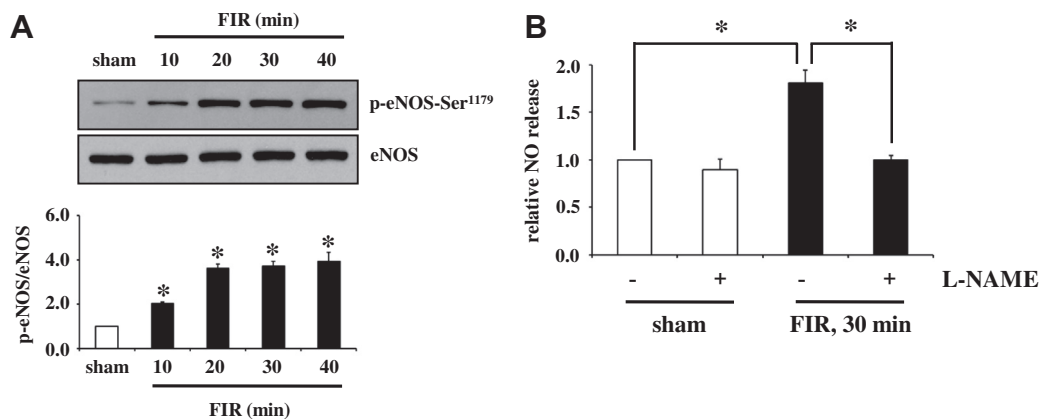 A
FIR (min)
sham 10 20 30 40
p-eNOS-Ser¹¹⁷⁹
eNOS
p-eNOS/eNOS
6.0
4.0
2.0
0.0
* * * *
sham 10 20 30 40
FIR (min)
B
* *
relative NO release
2.0
1.5
1.0
0.5
0.0
- + - + L-NAME
sham FIR, 30 min